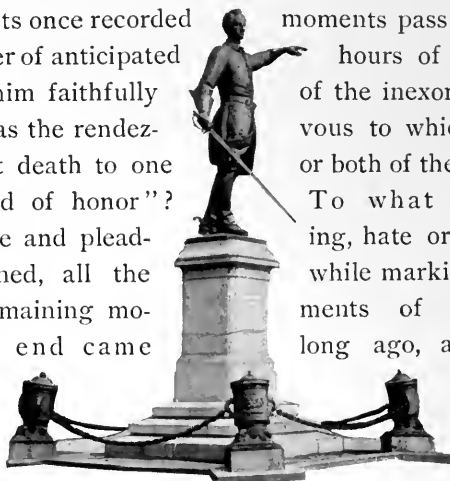 ts once recorded moments pass
er of anticipated hours of
him faithfully of the inexor
as the rendez- vous to whic
t death to one or both of the
d of honor"? To what
e and plead- ing, hate or
ned, all the while marki
maining mo- ments of
end came long ago, a